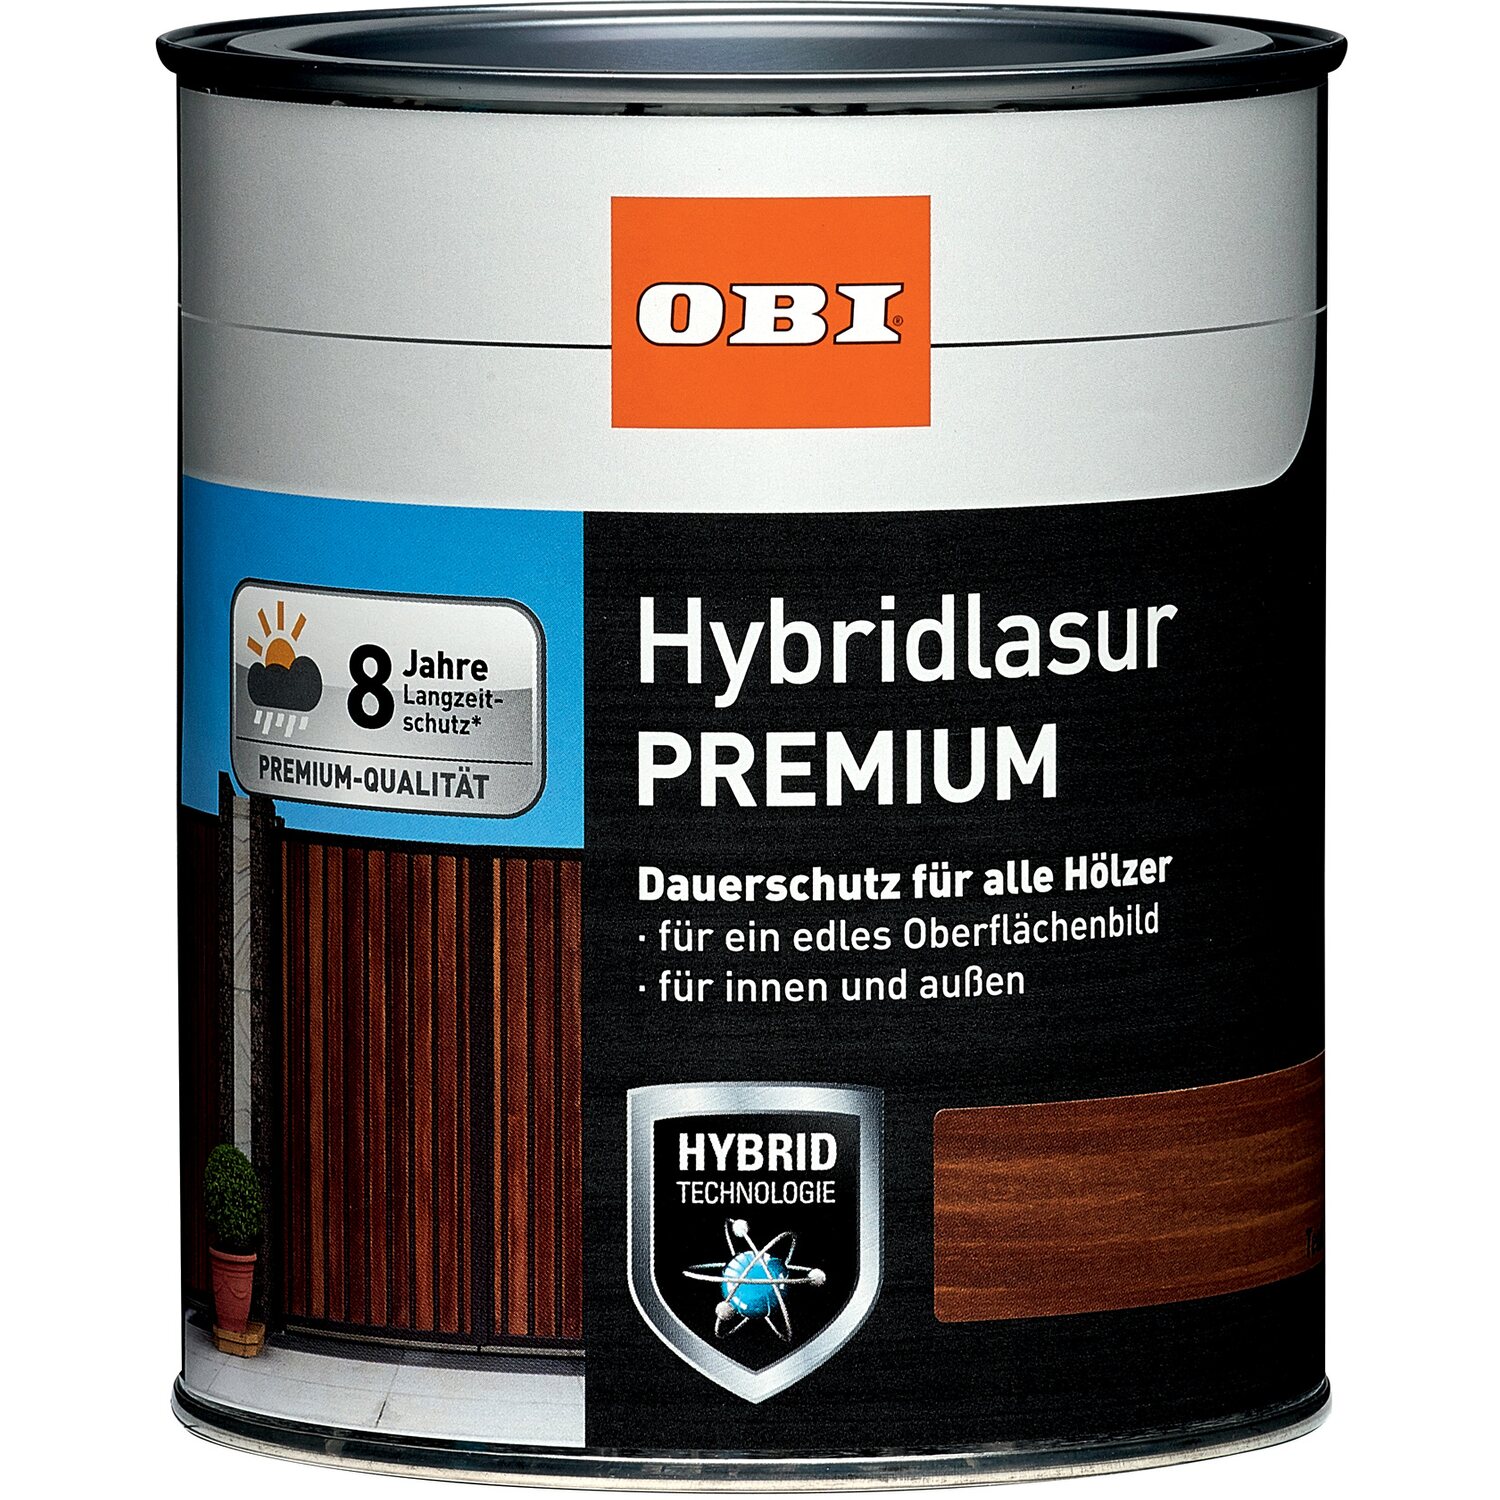 OBI®
8 Jahre
Langzeit-
schutz*
PREMIUM-QUALITÄT
Hybridlasur
PREMIUM
Dauerschutz für alle Hölzer
· für ein edles Oberflächenbild
· für innen und außen
HYBRID
TECHNOLOGIE